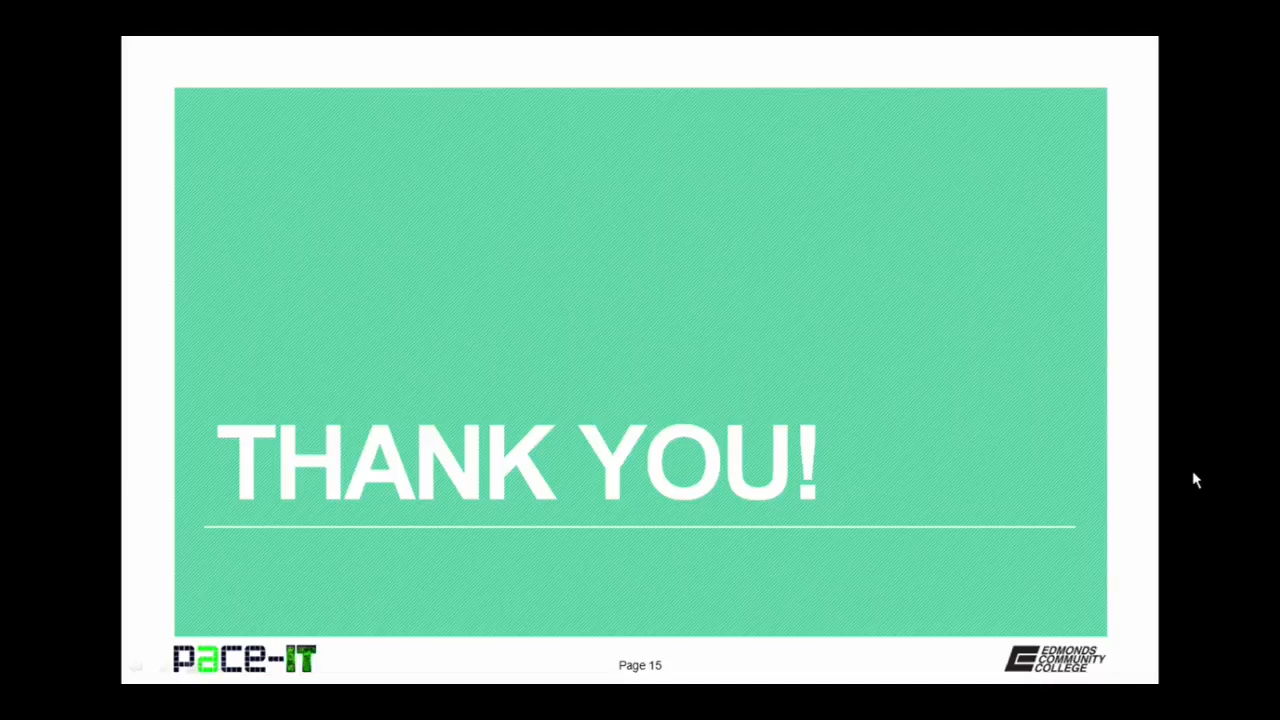 THANK YOU!
pace-IT
Page 15
EDMONDS
COMMUNITY
COLLEGE